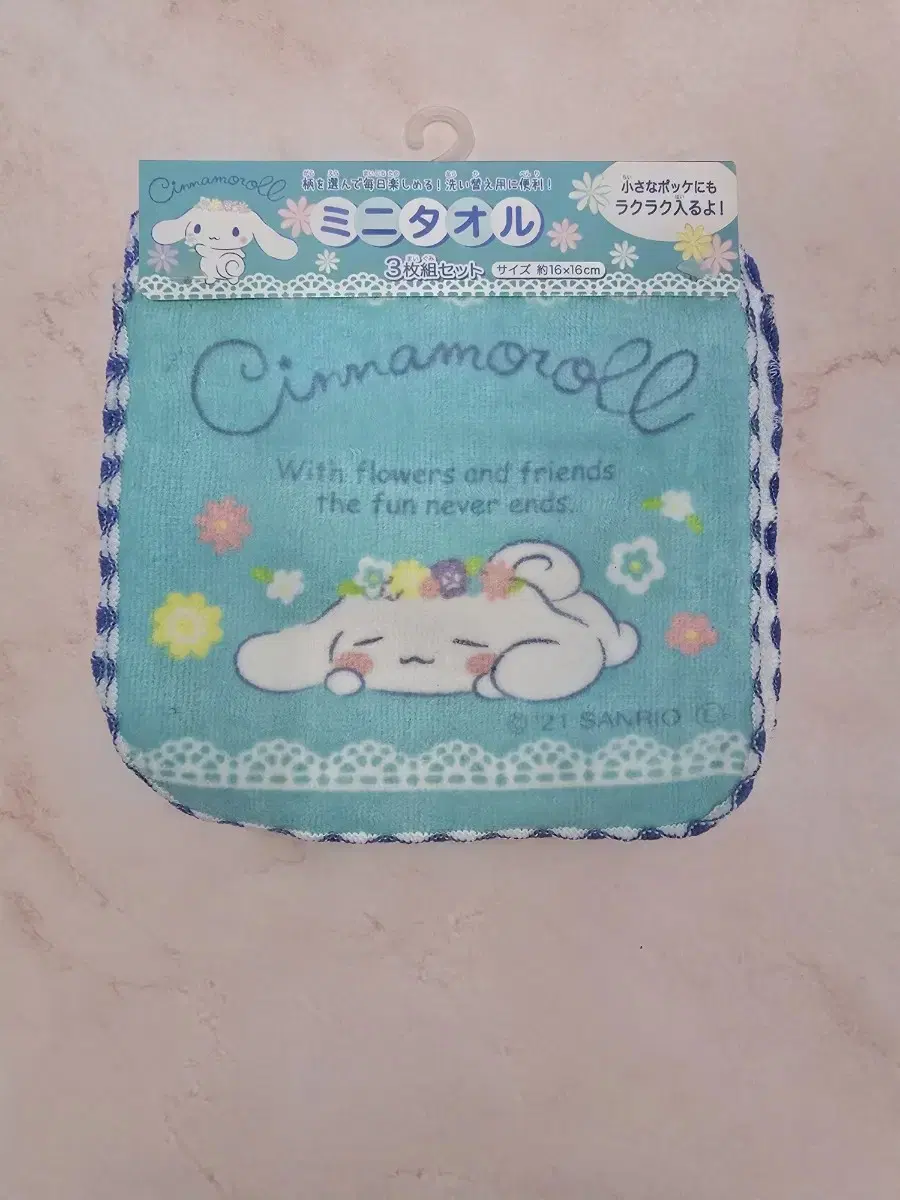 Cinnamoroll
柄を選んで毎日楽しめる！洗い替え用に便利！
ミニタオル
3枚組セット サイズ 約16×16cm
小さなポッケにも
ラクラク入るよ！
Cinnamoroll
With flowers and friends
the fun never ends.
© '21 SANRIO Ⓔ